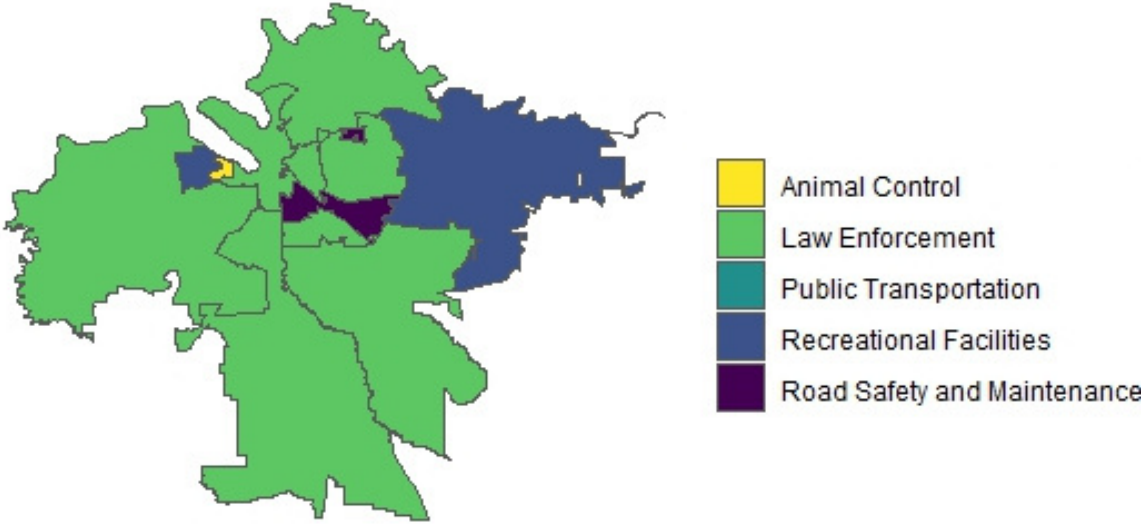 Animal Control
Law Enforcement
Public Transportation
Recreational Facilities
Road Safety and Maintenance